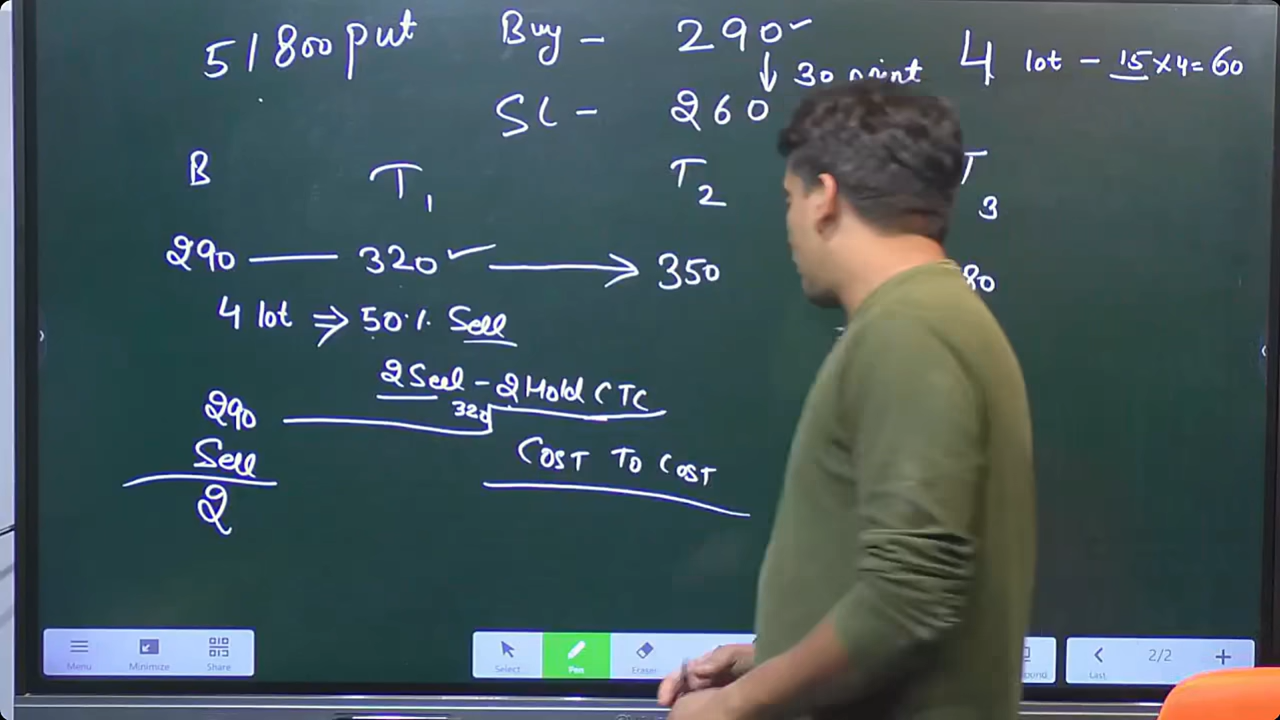 51800 put Buy - 290 ✓ 4 lot - 15 x 4 = 60
↓ 30 point
SL - 260
B T1 T2 T3
290 —— 320 ✓ ——> 350 80
4 lot => 50% Sell
2 Sell - 2 Hold CTC
290 320
Sell COST TO COST
2
Menu Minimize Share Select Pen Eraser Last 2/2